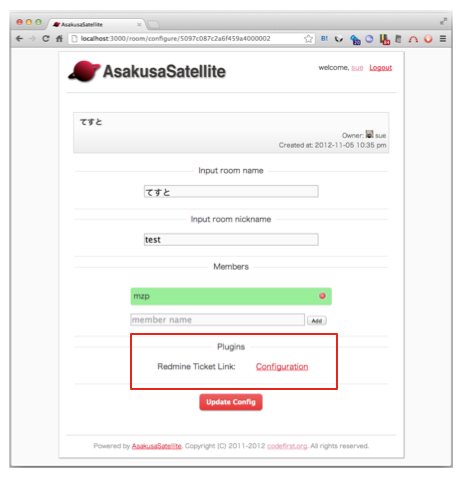 AsakusaSatellite
localhost:3000/room/configure/5097c087c2a6f459a4000002
AsakusaSatellite
welcome, sue Logout
てすと
Owner: sue
Created at: 2012-11-05 10:35 pm
Input room name
てすと
Input room nickname
test
Members
mzp
member name Add
Plugins
Redmine Ticket Link: Configuration
Update Config
Powered by AsakusaSatellite. Copyright (C) 2011-2012 codefirst.org. All rights reserved.